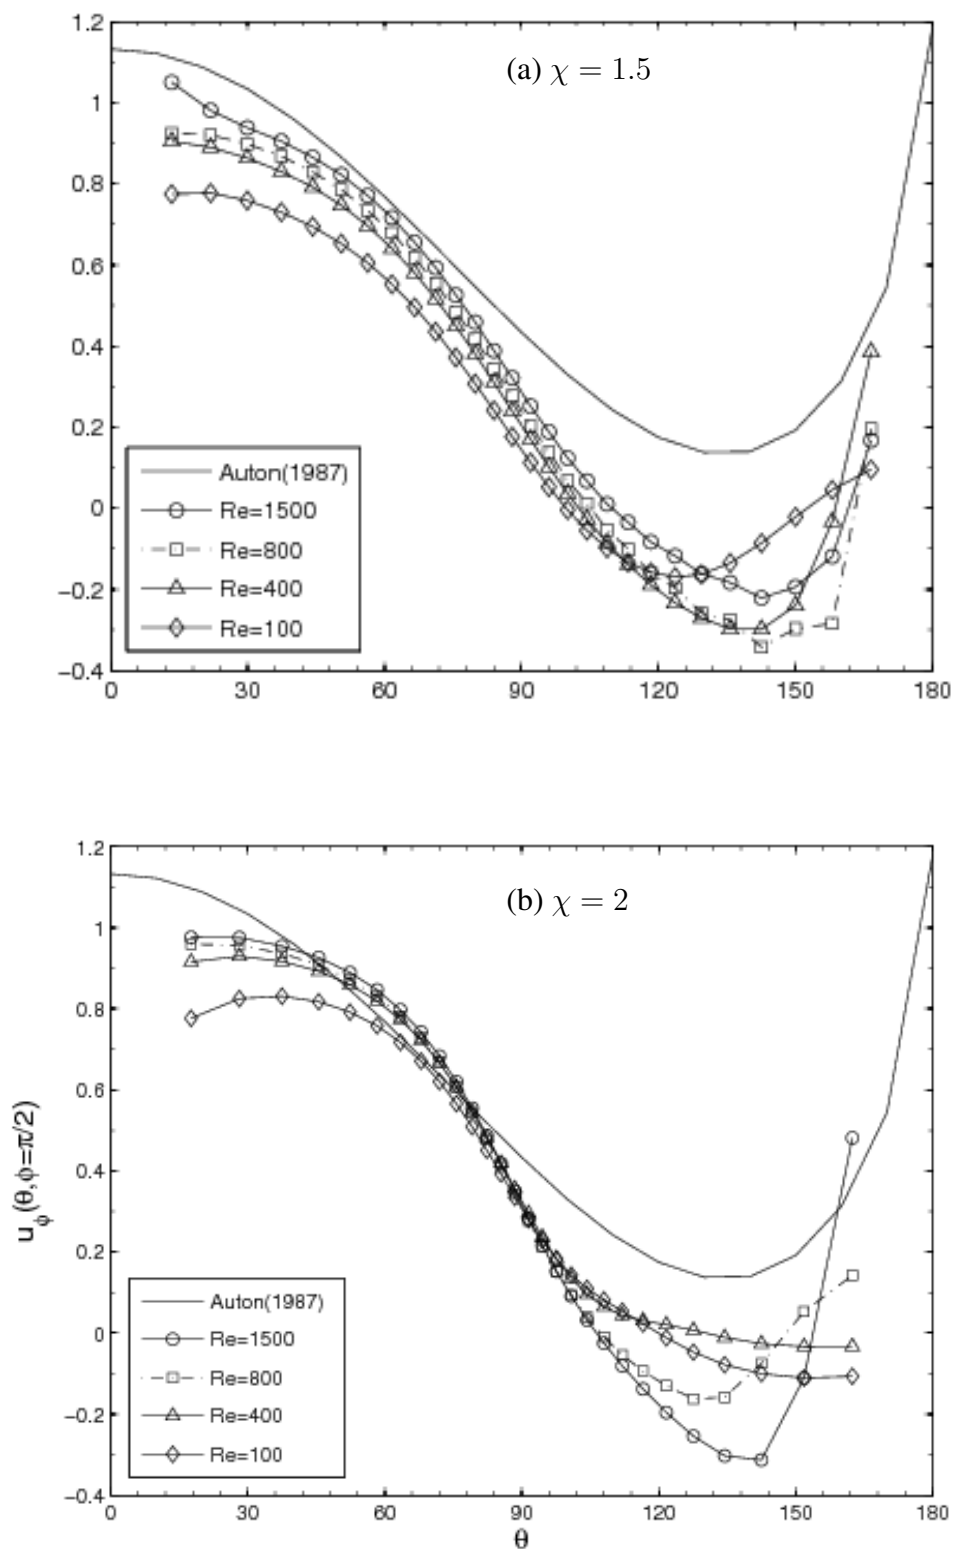 1.2
1
0.8
0.6
0.4
0.2
0
−0.2
−0.4
(a) χ = 1.5
Auton(1987)
Re=1500
Re=800
Re=400
Re=100
0 30 60 90 120 150 180
1.2
1
0.8
0.6
0.4
0.2
0
−0.2
−0.4
(b) χ = 2
u_ϕ(θ,ϕ=π/2)
Auton(1987)
Re=1500
Re=800
Re=400
Re=100
0 30 60 90 120 150 180
θ